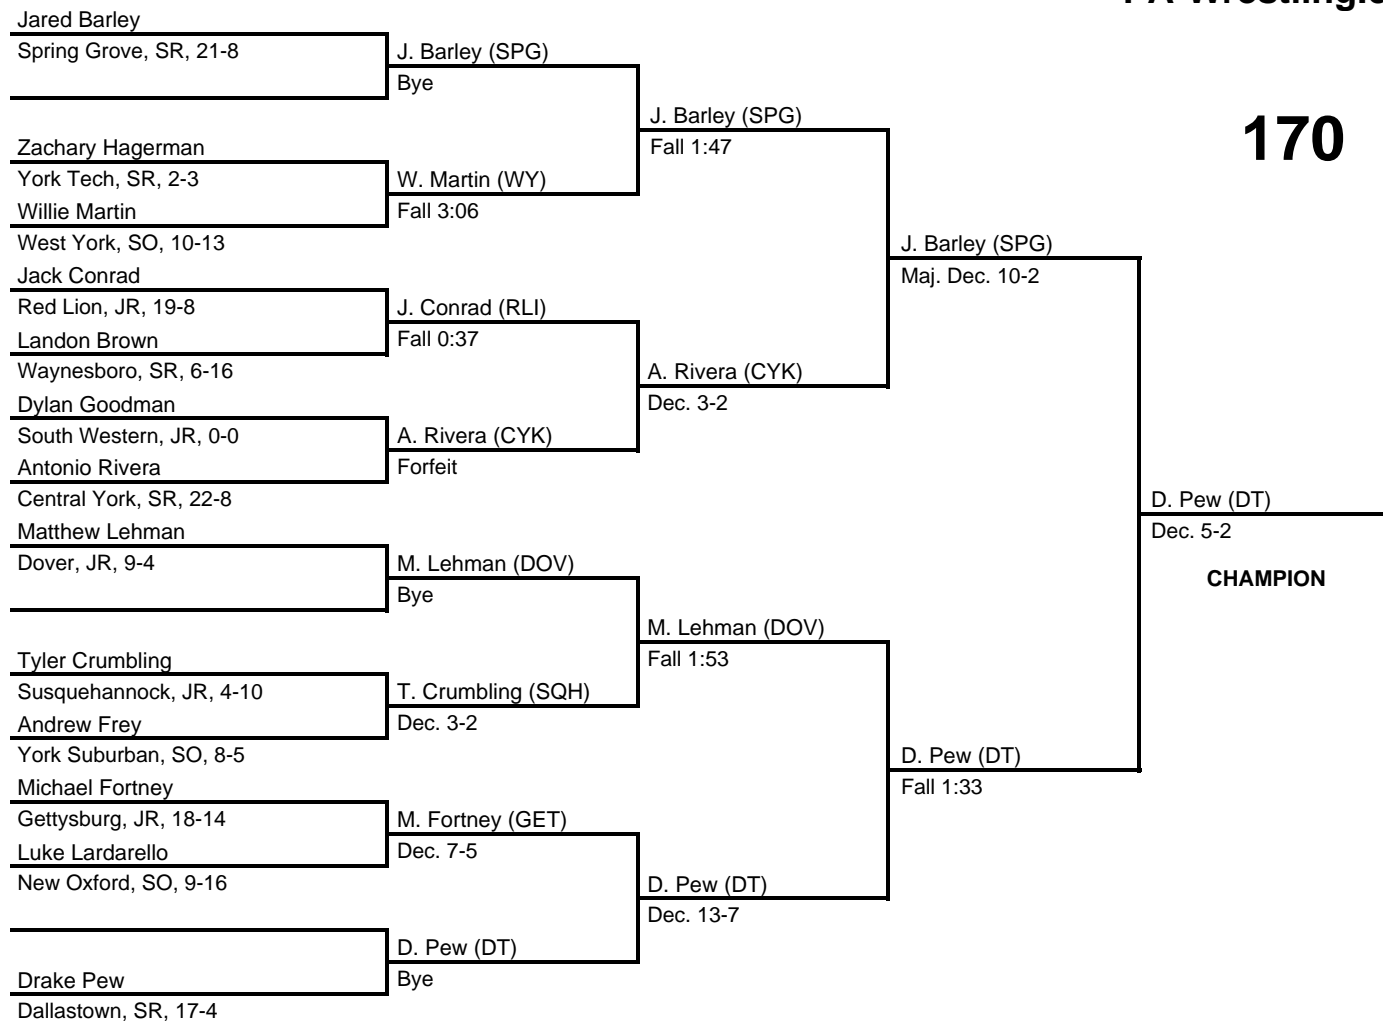 Jared Barley
Spring Grove, SR, 21-8
J. Barley (SPG)
Bye
J. Barley (SPG)
Fall 1:47
170
Zachary Hagerman
York Tech, SR, 2-3
Willie Martin
West York, SO, 10-13
W. Martin (WY)
Fall 3:06
J. Barley (SPG)
Maj. Dec. 10-2
Jack Conrad
Red Lion, JR, 19-8
Landon Brown
Waynesboro, SR, 6-16
J. Conrad (RLI)
Fall 0:37
A. Rivera (CYK)
Dec. 3-2
Dylan Goodman
South Western, JR, 0-0
Antonio Rivera
Central York, SR, 22-8
A. Rivera (CYK)
Forfeit
D. Pew (DT)
Dec. 5-2
CHAMPION
Matthew Lehman
Dover, JR, 9-4
M. Lehman (DOV)
Bye
M. Lehman (DOV)
Fall 1:53
Tyler Crumbling
Susquehannock, JR, 4-10
Andrew Frey
York Suburban, SO, 8-5
T. Crumbling (SQH)
Dec. 3-2
D. Pew (DT)
Fall 1:33
Michael Fortney
Gettysburg, JR, 18-14
Luke Lardarello
New Oxford, SO, 9-16
M. Fortney (GET)
Dec. 7-5
D. Pew (DT)
Dec. 13-7
D. Pew (DT)
Bye
Drake Pew
Dallastown, SR, 17-4